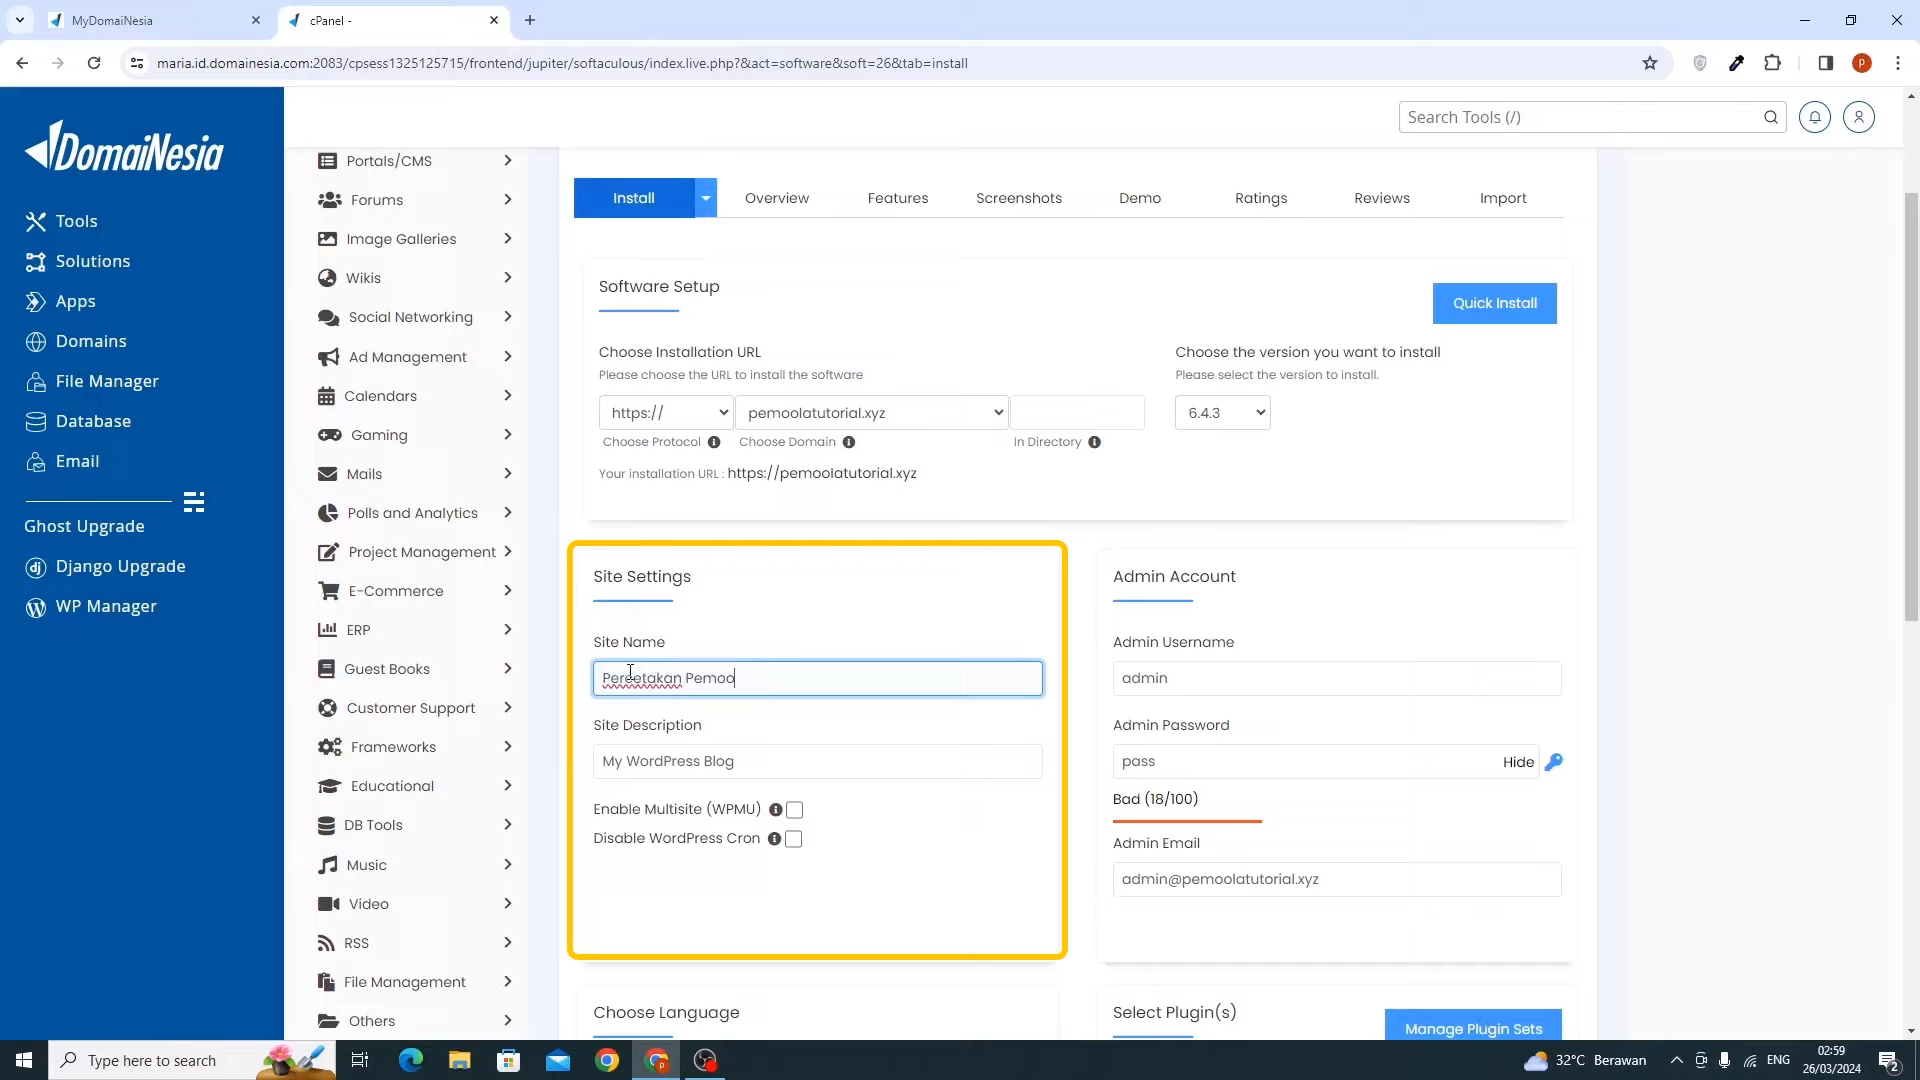 MyDomaiNesia
cPanel -
maria.id.domainesia.com:2083/cpsess1325125715/frontend/jupiter/softaculous/index.live.php?&act=software&soft=26&tab=install
P
DomaiNesia
Search Tools (/)
Tools
Solutions
Apps
Domains
File Manager
Database
Email
Ghost Upgrade
dj Django Upgrade
WP Manager
Portals/CMS
Forums
Image Galleries
Wikis
Social Networking
Ad Management
Calendars
Gaming
Mails
Polls and Analytics
Project Management
E-Commerce
ERP
Guest Books
Customer Support
Frameworks
Educational
DB Tools
Music
Video
RSS
File Management
Others
Install
Overview
Features
Screenshots
Demo
Ratings
Reviews
Import
Software Setup
Quick Install
Choose Installation URL
Please choose the URL to install the software
https://
pemoolatutorial.xyz
Choose Protocol
Choose Domain
In Directory
Your installation URL : https://pemoolatutorial.xyz
Choose the version you want to install
Please select the version to install.
6.4.3
Site Settings
Site Name
Percetakan Pemoo
Site Description
My WordPress Blog
Enable Multisite (WPMU)
Disable WordPress Cron
Admin Account
Admin Username
admin
Admin Password
pass
Hide
Bad (18/100)
Admin Email
admin@pemoolatutorial.xyz
Choose Language
Select Plugin(s)
Manage Plugin Sets
Type here to search
32°C Berawan
ENG
02:59
26/03/2024
2